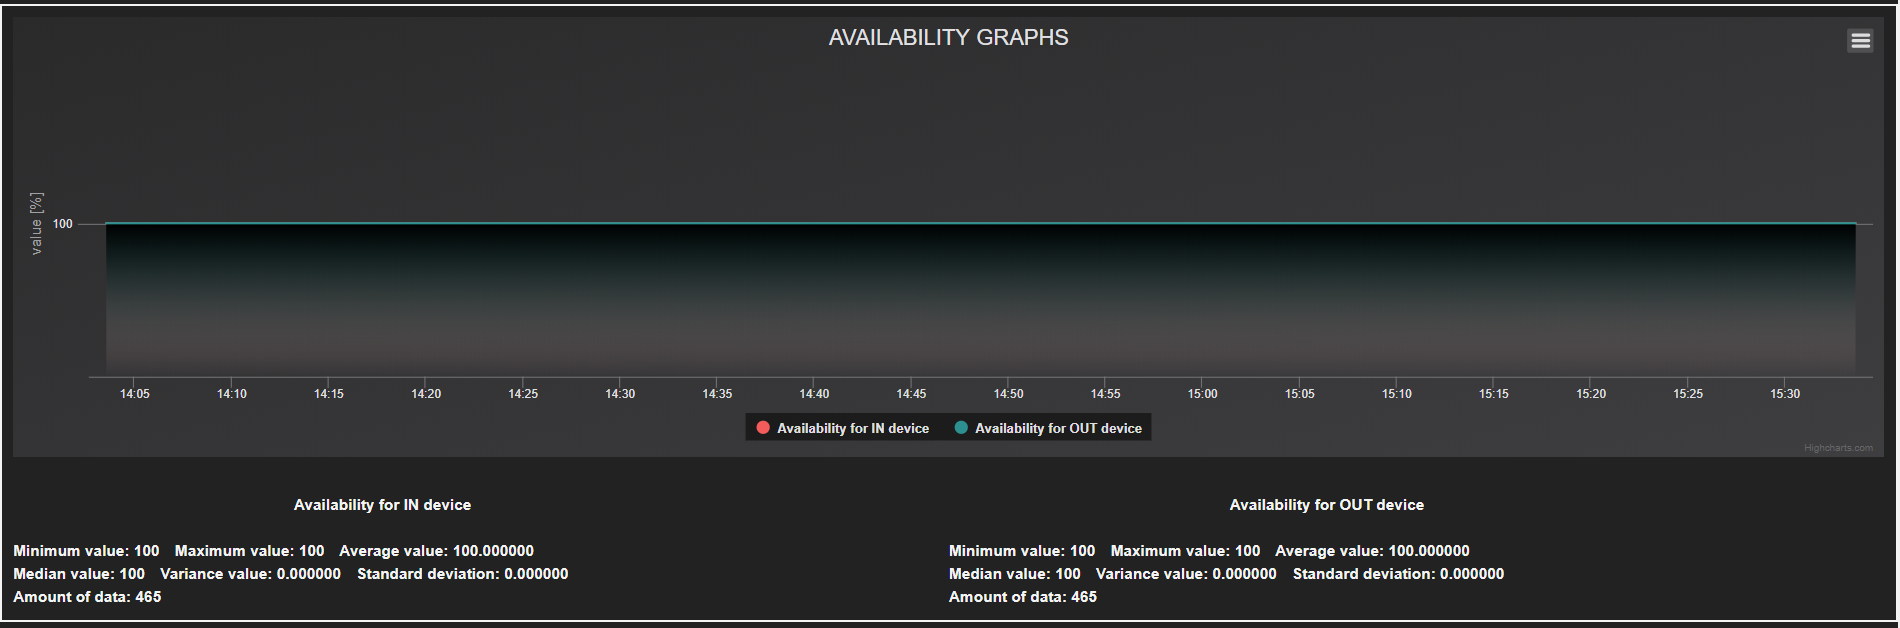 AVAILABILITY GRAPHS
value [%]
100
14:05 14:10 14:15 14:20 14:25 14:30 14:35 14:40 14:45 14:50 14:55 15:00 15:05 15:10 15:15 15:20 15:25 15:30
Availability for IN device Availability for OUT device
Highcharts.com
Availability for IN device
Minimum value: 100 Maximum value: 100 Average value: 100.000000
Median value: 100 Variance value: 0.000000 Standard deviation: 0.000000
Amount of data: 465
Availability for OUT device
Minimum value: 100 Maximum value: 100 Average value: 100.000000
Median value: 100 Variance value: 0.000000 Standard deviation: 0.000000
Amount of data: 465